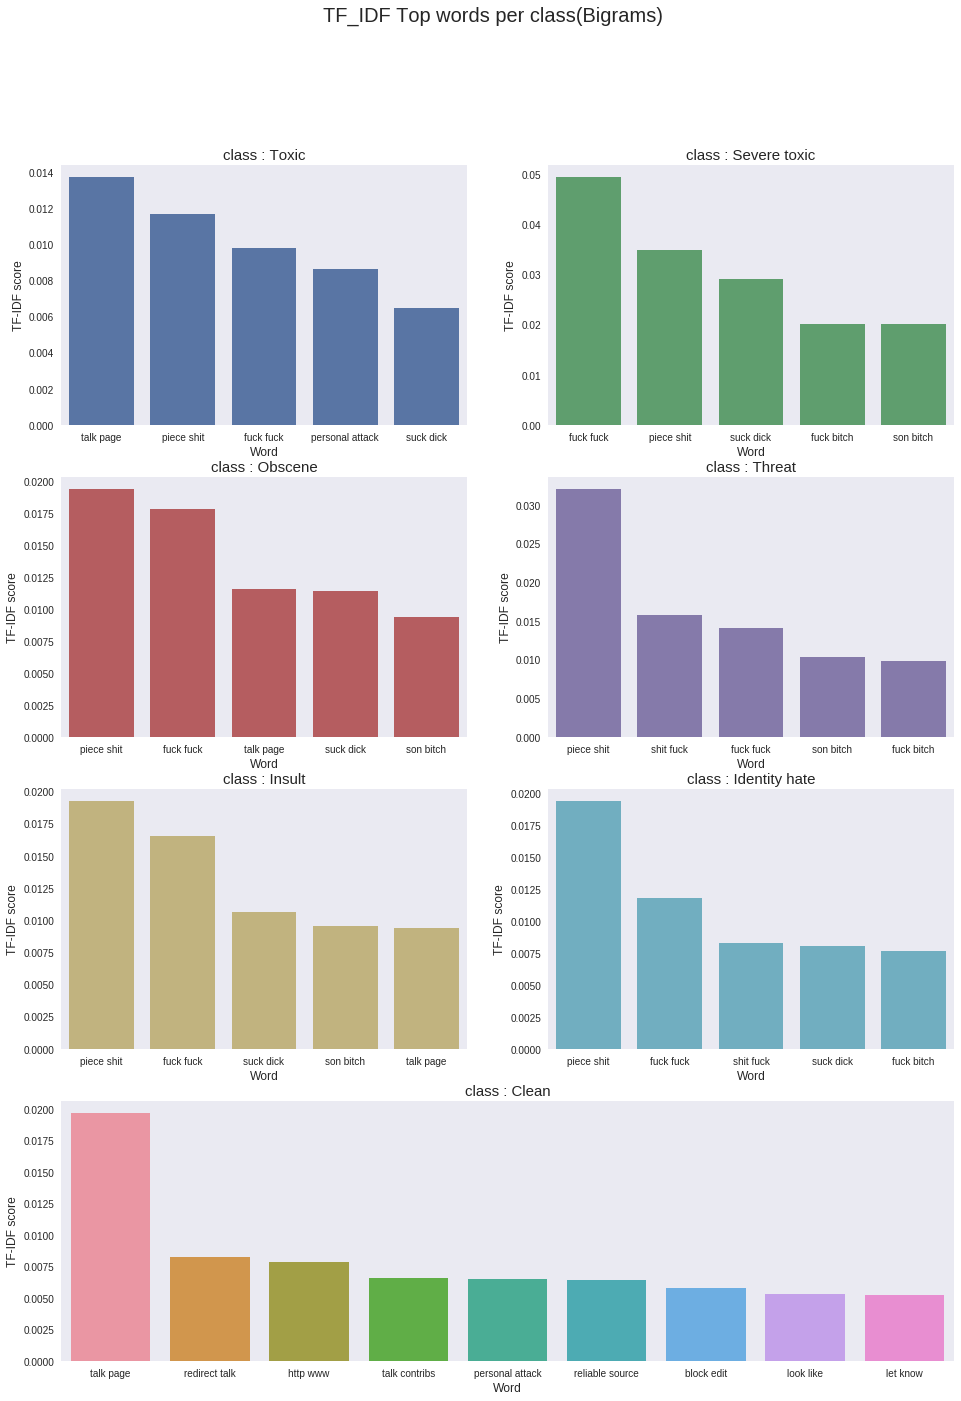 TF_IDF Top words per class(Bigrams)
class : Toxic
TF-IDF score
0.014
0.012
0.010
0.008
0.006
0.004
0.002
0.000
talk page piece shit fuck fuck personal attack suck dick
Word
class : Severe toxic
TF-IDF score
0.05
0.04
0.03
0.02
0.01
0.00
fuck fuck piece shit suck dick fuck bitch son bitch
Word
class : Obscene
TF-IDF score
0.0200
0.0175
0.0150
0.0125
0.0100
0.0075
0.0050
0.0025
0.0000
piece shit fuck fuck talk page suck dick son bitch
Word
class : Threat
TF-IDF score
0.030
0.025
0.020
0.015
0.010
0.005
0.000
piece shit shit fuck fuck fuck son bitch fuck bitch
Word
class : Insult
TF-IDF score
0.0200
0.0175
0.0150
0.0125
0.0100
0.0075
0.0050
0.0025
0.0000
piece shit fuck fuck suck dick son bitch talk page
Word
class : Identity hate
TF-IDF score
0.0200
0.0175
0.0150
0.0125
0.0100
0.0075
0.0050
0.0025
0.0000
piece shit fuck fuck shit fuck suck dick fuck bitch
Word
class : Clean
TF-IDF score
0.0200
0.0175
0.0150
0.0125
0.0100
0.0075
0.0050
0.0025
0.0000
talk page redirect talk http www talk contribs personal attack reliable source block edit look like let know
Word